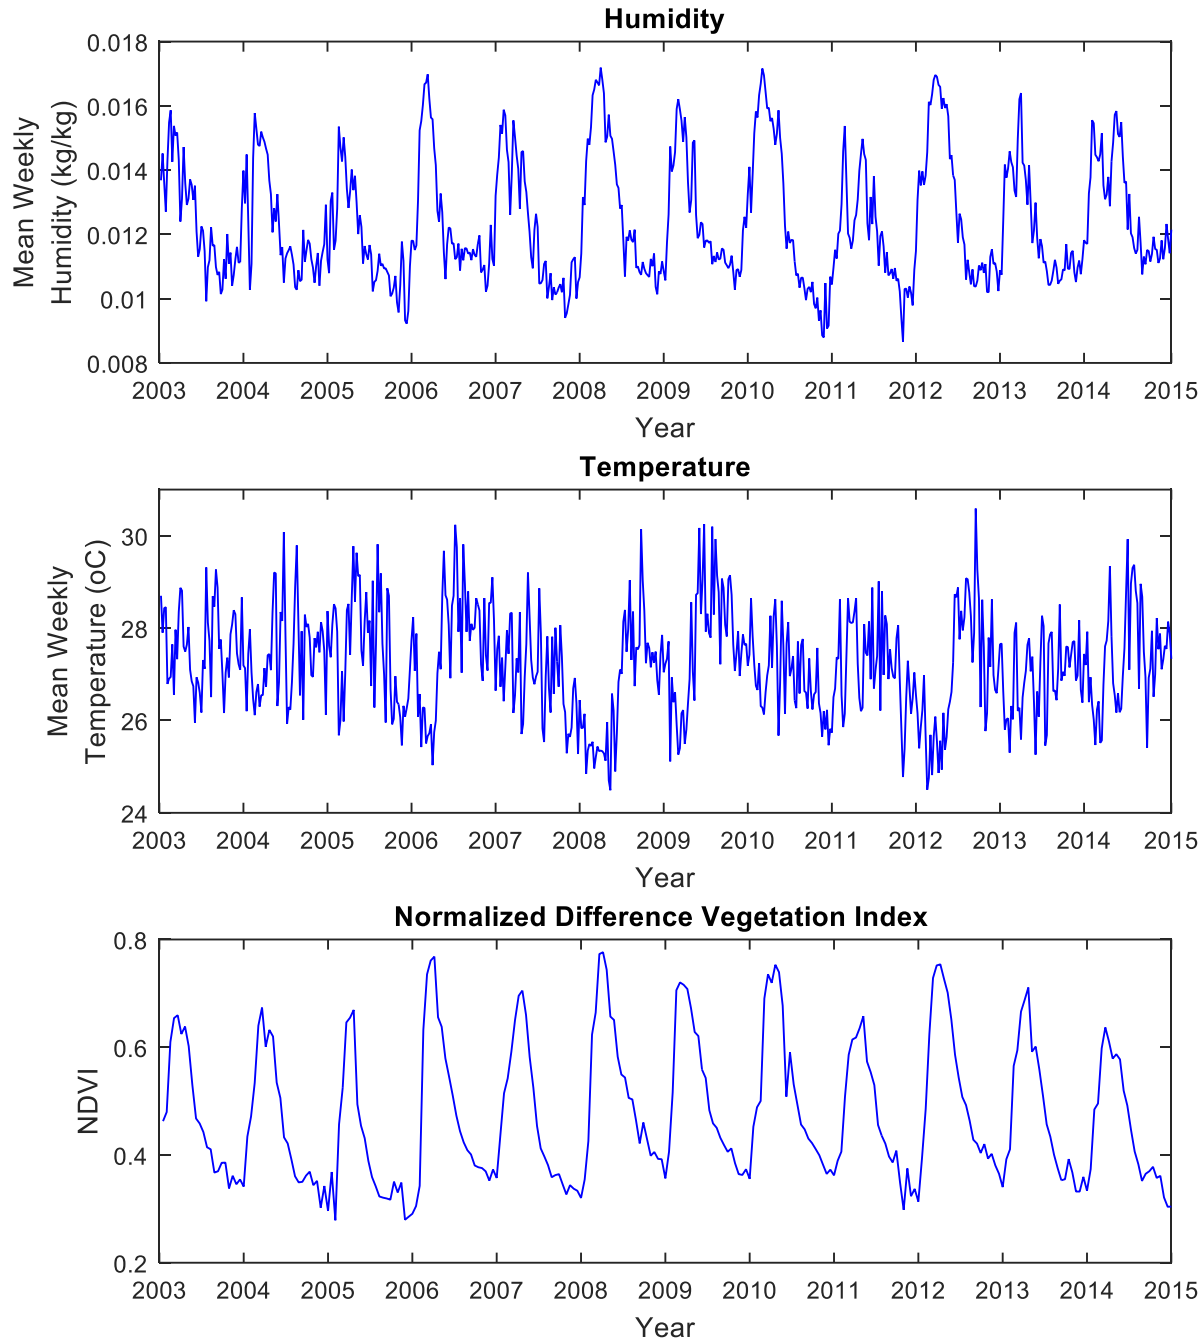 Humidity
Mean Weekly
Humidity (kg/kg)
0.018
0.016
0.014
0.012
0.01
0.008
2003 2004 2005 2006 2007 2008 2009 2010 2011 2012 2013 2014 2015
Year
Temperature
Mean Weekly
Temperature (oC)
30
28
26
24
2003 2004 2005 2006 2007 2008 2009 2010 2011 2012 2013 2014 2015
Year
Normalized Difference Vegetation Index
NDVI
0.8
0.6
0.4
0.2
2003 2004 2005 2006 2007 2008 2009 2010 2011 2012 2013 2014 2015
Year